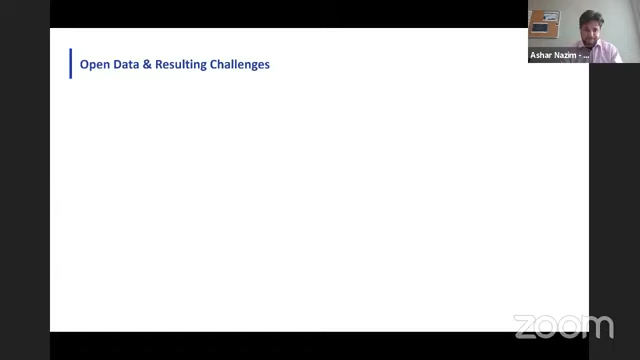 Open Data & Resulting Challenges
Ashar Nazim - ...
zoom